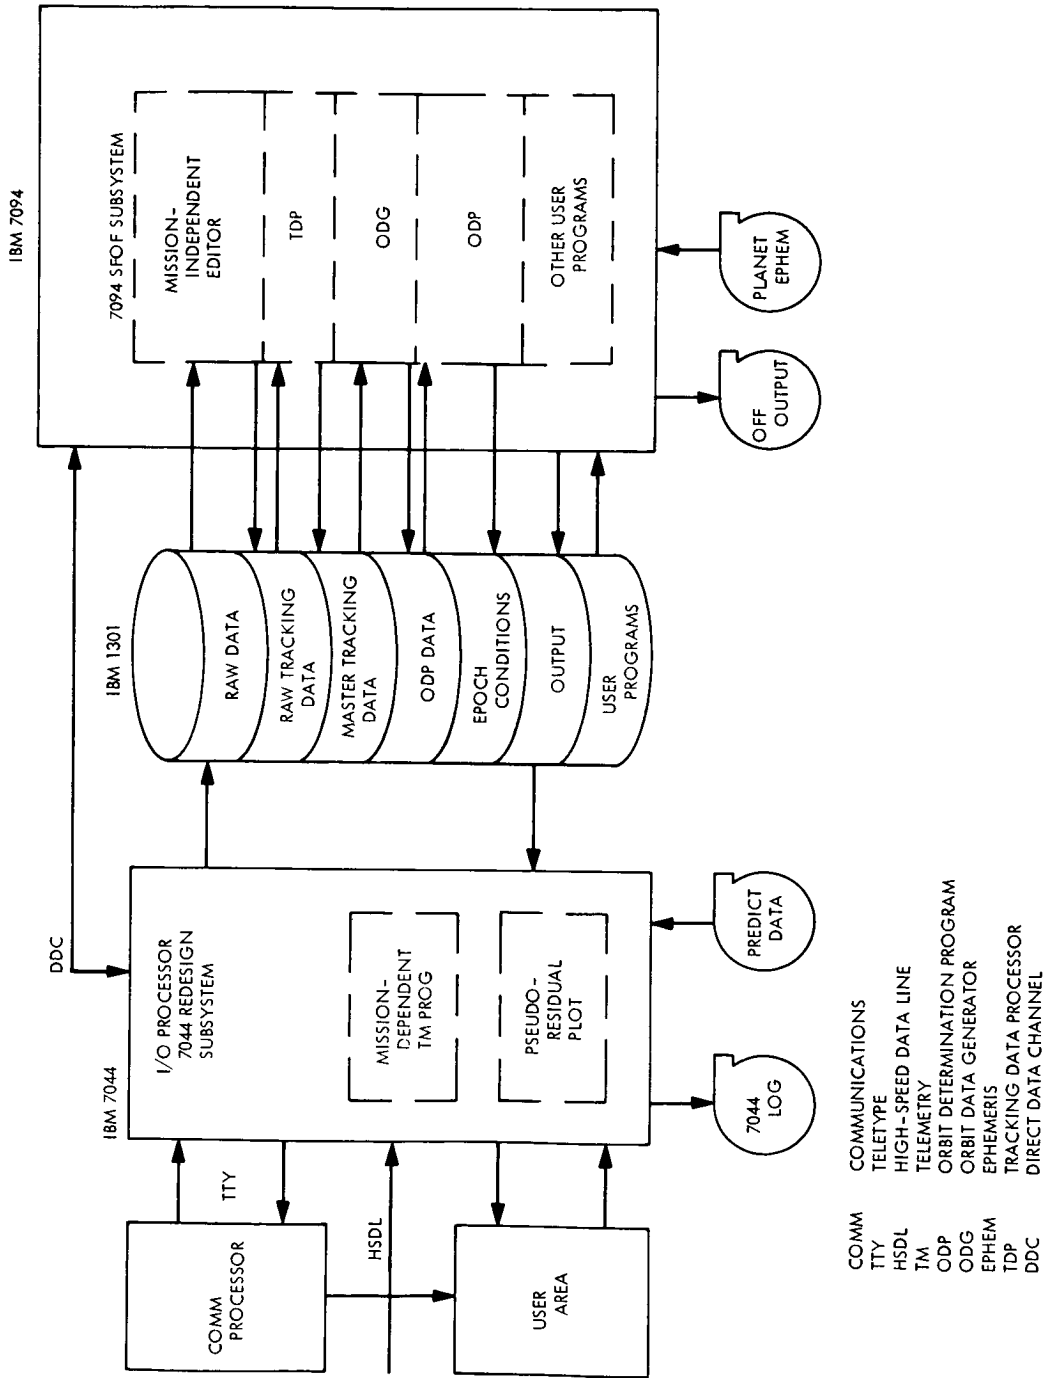 IBM 7094
7094 SFOF SUBSYSTEM
MISSION-
INDEPENDENT
EDITOR
TDP
ODG
ODP
OTHER USER
PROGRAMS
PLANET
EPHEM
OFF
OUTPUT
IBM 1301
RAW DATA
RAW TRACKING
DATA
MASTER TRACKING
DATA
ODP DATA
EPOCH
CONDITIONS
OUTPUT
USER
PROGRAMS
DDC
IBM 7044
I/O PROCESSOR
7044 REDESIGN
SUBSYSTEM
MISSION-
DEPENDENT
TM PROG
PSEUDO-
RESIDUAL
PLOT
PREDICT
DATA
7044
LOG
TTY
HSDL
COMM
PROCESSOR
USER
AREA
COMM COMMUNICATIONS
TTY TELETYPE
HSDL HIGH-SPEED DATA LINE
TM TELEMETRY
ODP ORBIT DETERMINATION PROGRAM
ODG ORBIT DATA GENERATOR
EPHEM EPHEMERIS
TDP TRACKING DATA PROCESSOR
DDC DIRECT DATA CHANNEL